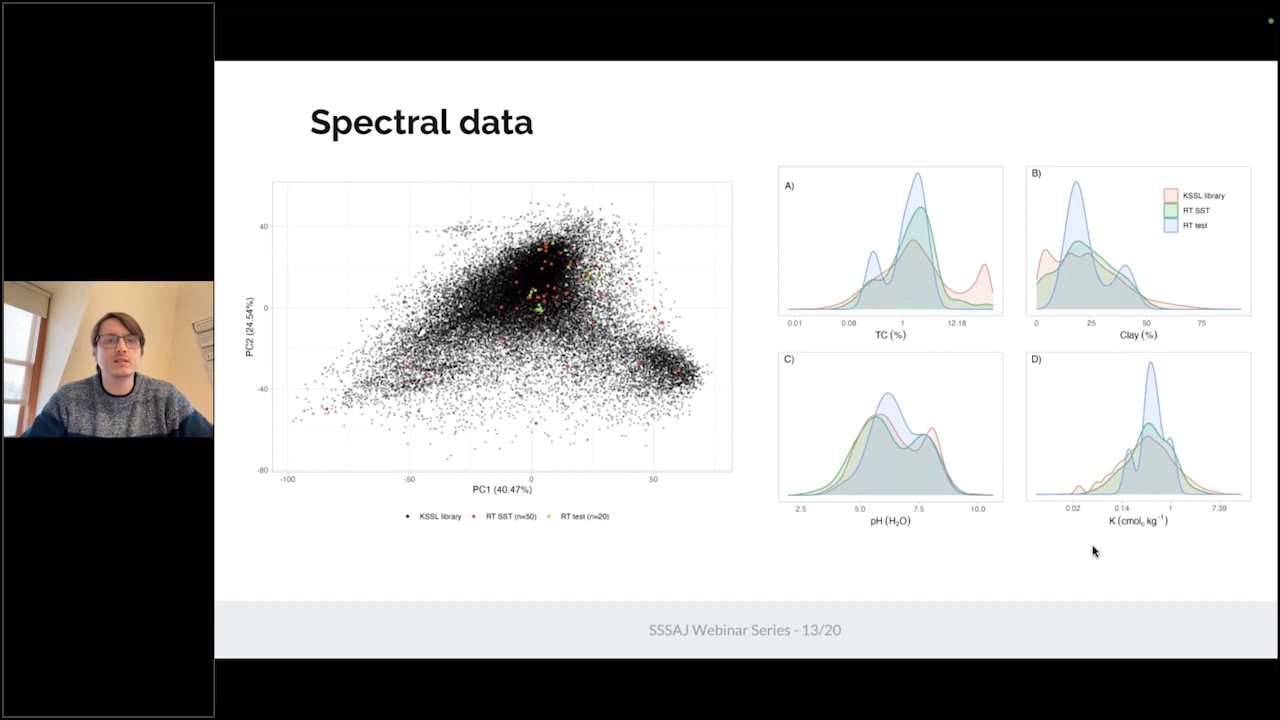 Spectral data
PC2 (24.54%)
40
0
-40
-80
-100
-50
0
50
PC1 (40.47%)
KSSL library
RT SST (n=50)
RT test (n=20)
A)
0.01
0.08
1
12.18
TC (%)
B)
KSSL library
RT SST
RT test
0
25
50
75
Clay (%)
C)
2.5
5.0
7.5
10.0
pH (H₂O)
D)
0.02
0.14
1
7.39
K (cmolc kg⁻¹)
SSSAJ Webinar Series - 13/20